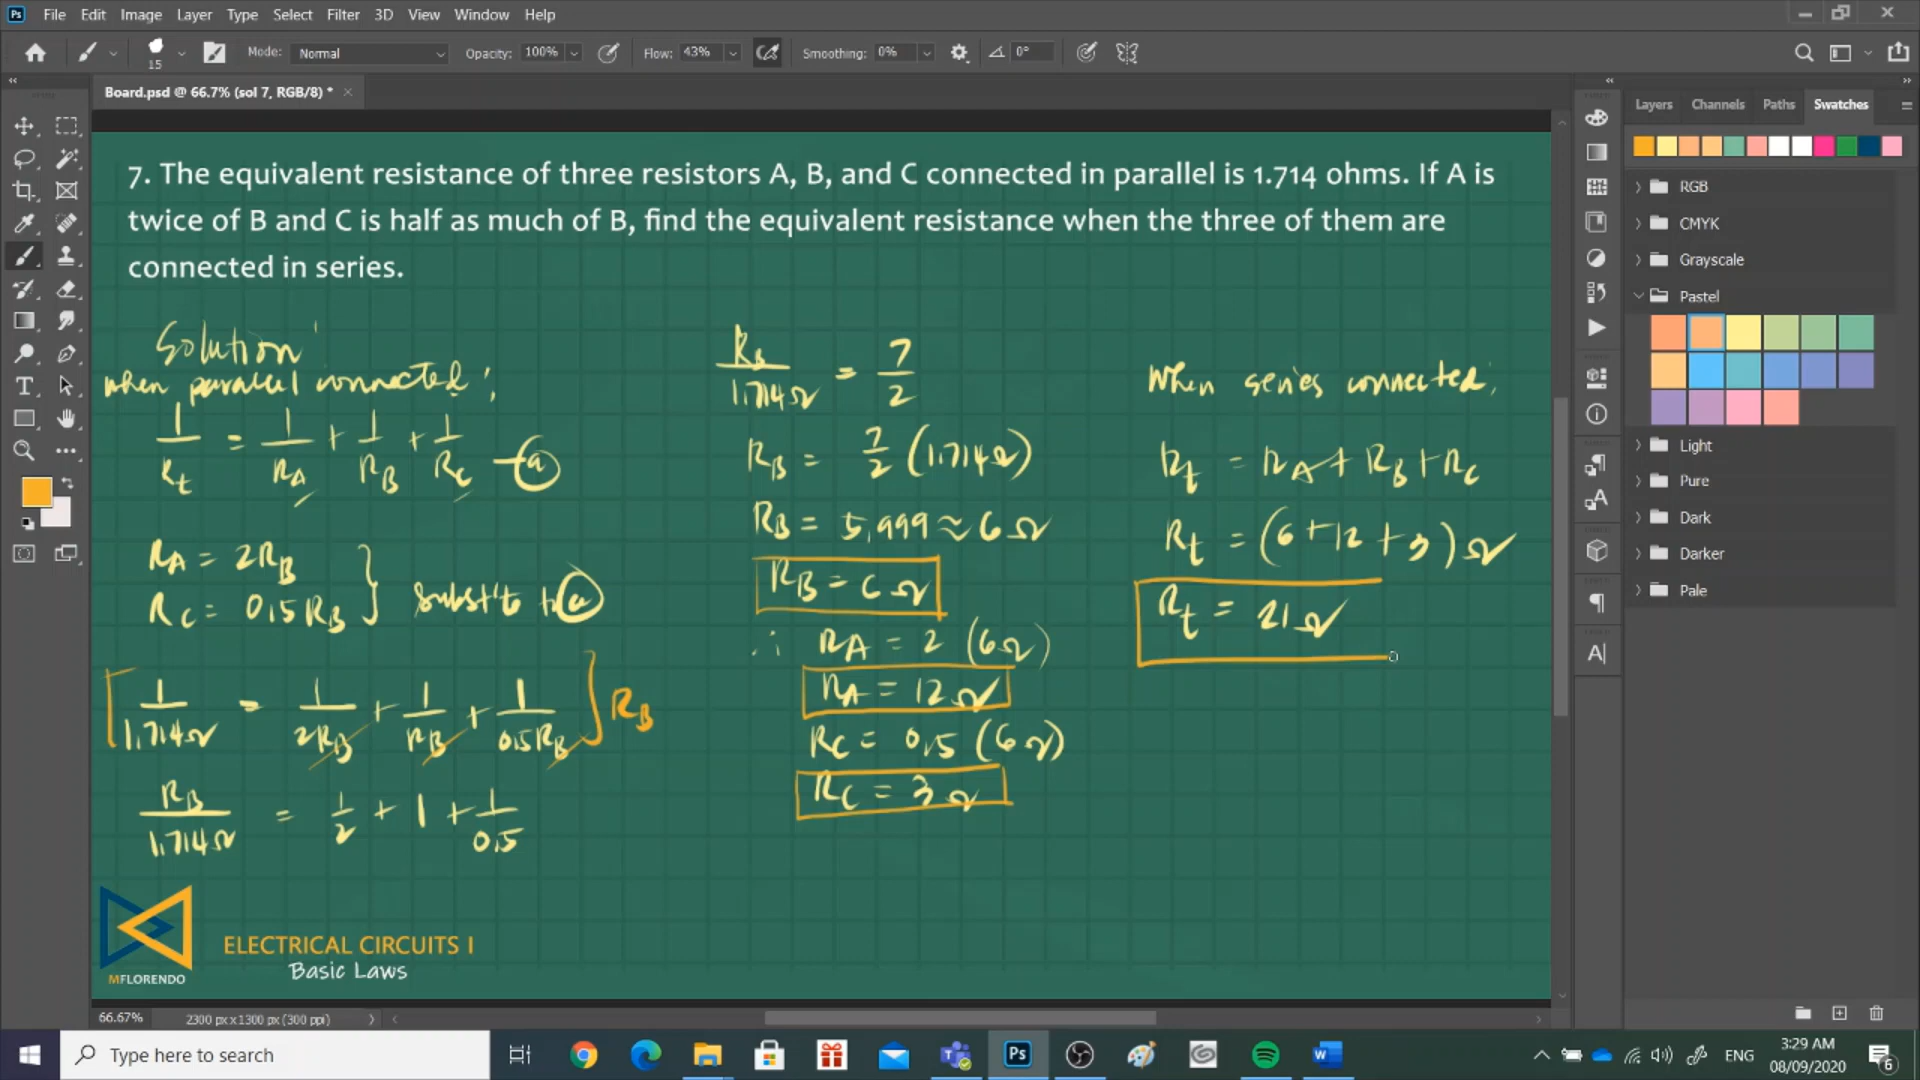 File Edit Image Layer Type Select Filter 3D View Window Help
15 Mode: Normal Opacity: 100% Flow: 43% Smoothing: 0% 0°
Board.psd @ 66.7% (sol 7, RGB/8) *
7. The equivalent resistance of three resistors A, B, and C connected in parallel is 1.714 ohms. If A is
twice of B and C is half as much of B, find the equivalent resistance when the three of them are
connected in series.
Solution:
when parallel connected;
1/Rt = 1/RA + 1/RB + 1/RC - (a)
RA = 2RB
RC = 0.5RB } substitute to (a)
[1/1.714Ω = 1/2RB + 1/RB + 1/0.5RB] RB
RB/1.714Ω = 1/2 + 1 + 1/0.5
RB/1.714Ω = 7/2
RB = 7/2 (1.714Ω)
RB = 5.999 ≈ 6Ω
RB = 6Ω
∴ RA = 2 (6Ω)
RA = 12Ω
RC = 0.5 (6Ω)
RC = 3Ω
When series connected;
Rt = RA + RB + RC
Rt = (6 + 12 + 3) Ω
Rt = 21Ω
MFLORENDO
ELECTRICAL CIRCUITS I
Basic Laws
Layers Channels Paths Swatches
RGB
CMYK
Grayscale
Pastel
Light
Pure
Dark
Darker
Pale
66.67% 2300 px x 1300 px (300 ppi)
Type here to search
ENG
3:29 AM
08/09/2020
6